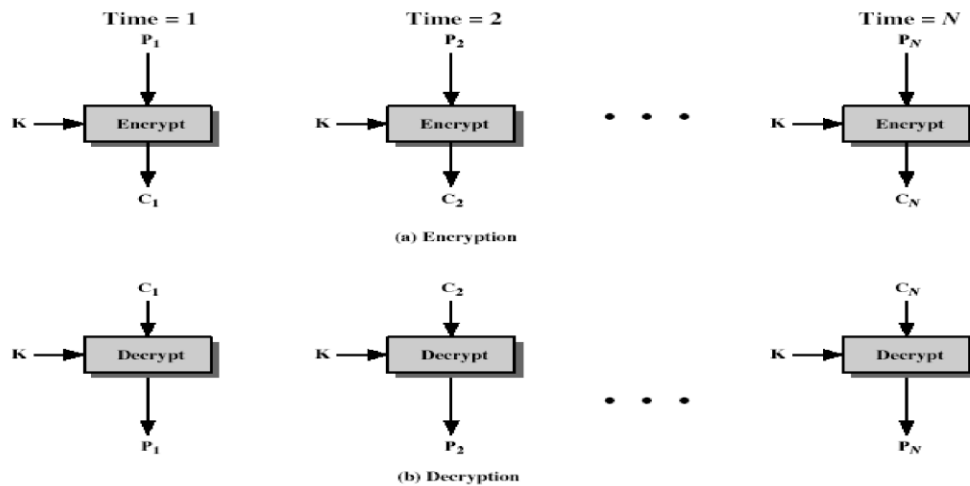 Time = 1 Time = 2 Time = N
P1 P2 PN
K Encrypt K Encrypt K Encrypt
C1 C2 CN
(a) Encryption
C1 C2 CN
K Decrypt K Decrypt K Decrypt
P1 P2 PN
(b) Decryption